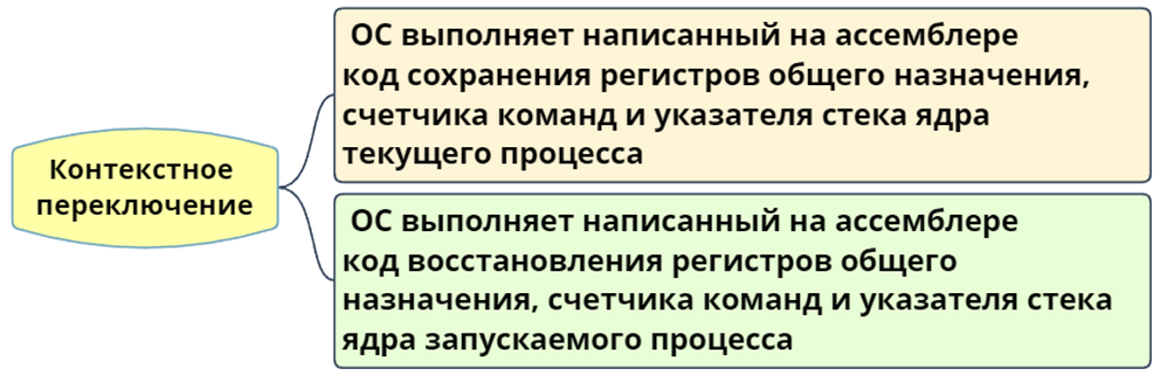 Контекстное
переключение
ОС выполняет написанный на ассемблере
код сохранения регистров общего назначения,
счетчика команд и указателя стека ядра
текущего процесса
ОС выполняет написанный на ассемблере
код восстановления регистров общего
назначения, счетчика команд и указателя стека
ядра запускаемого процесса